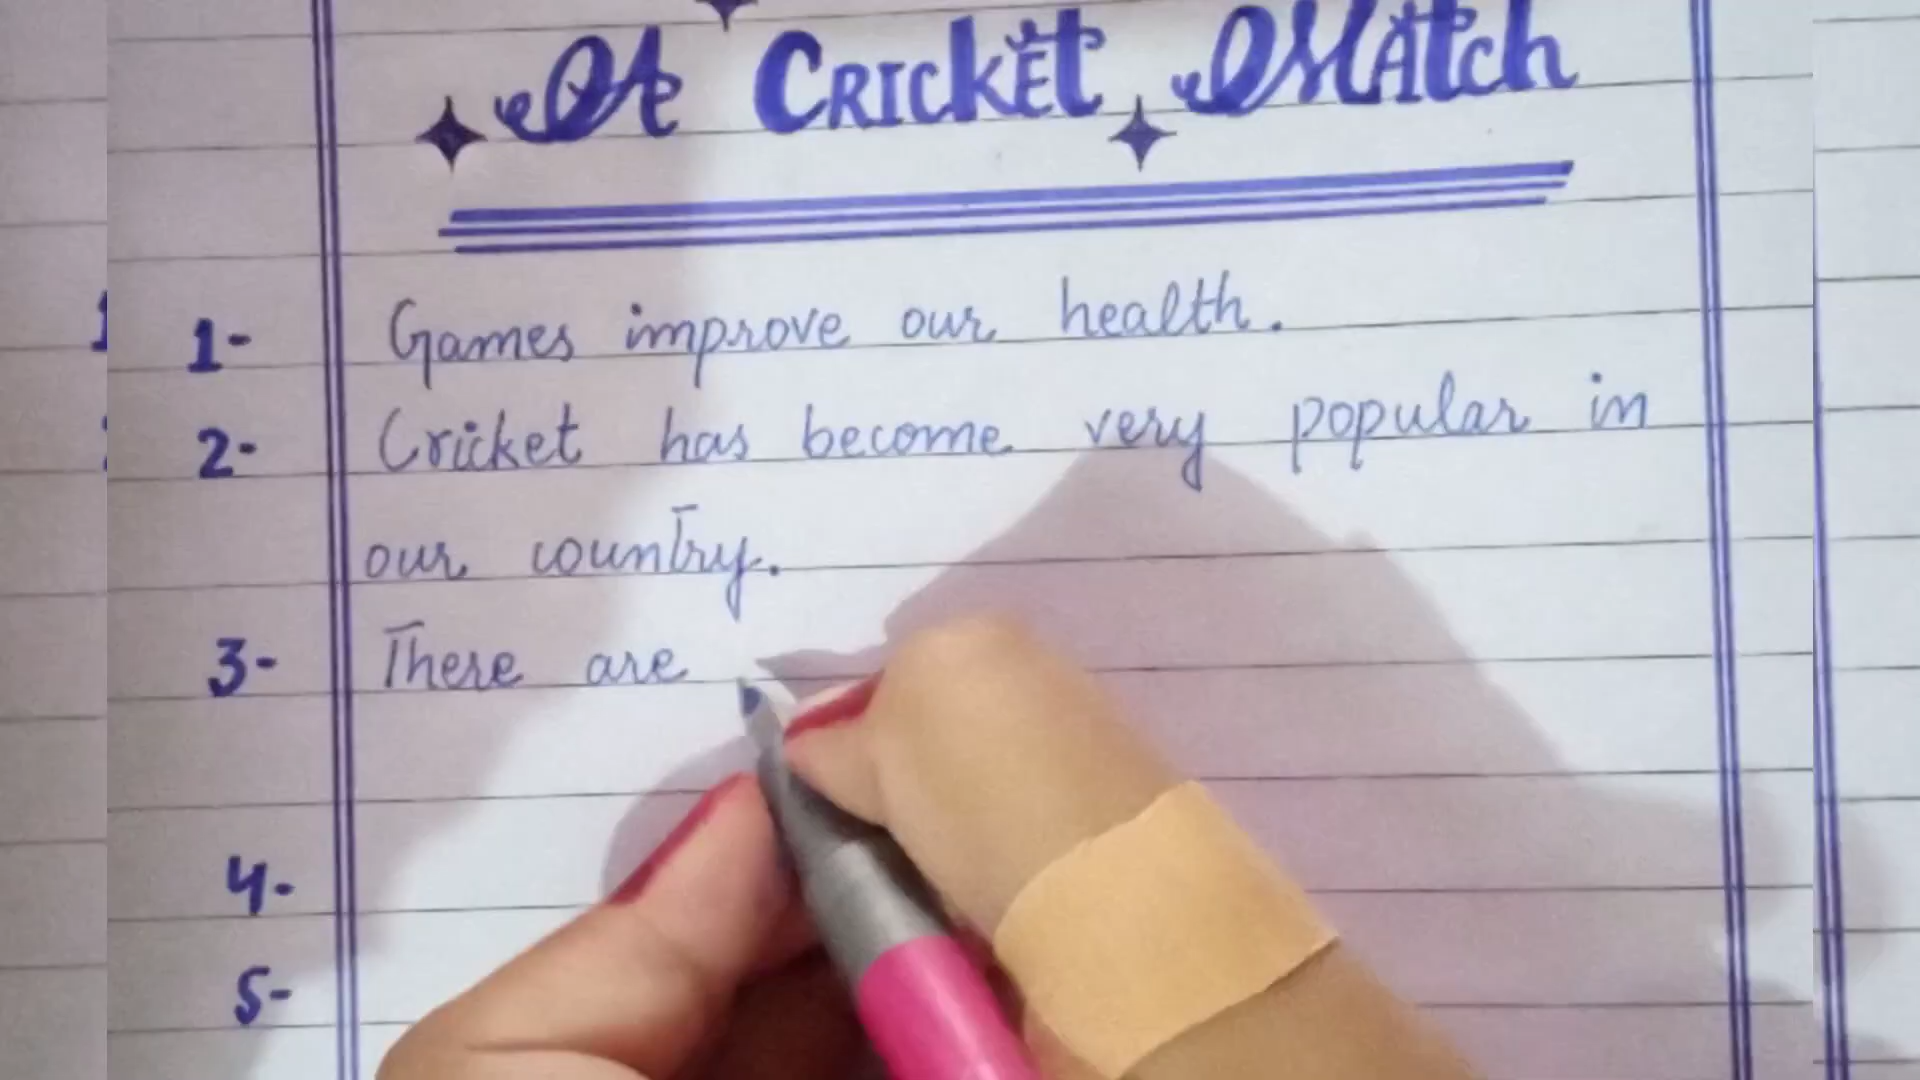 A Cricket Match
1- Games improve our health.
2- Cricket has become very popular in
our country.
3- There are
4-
5-